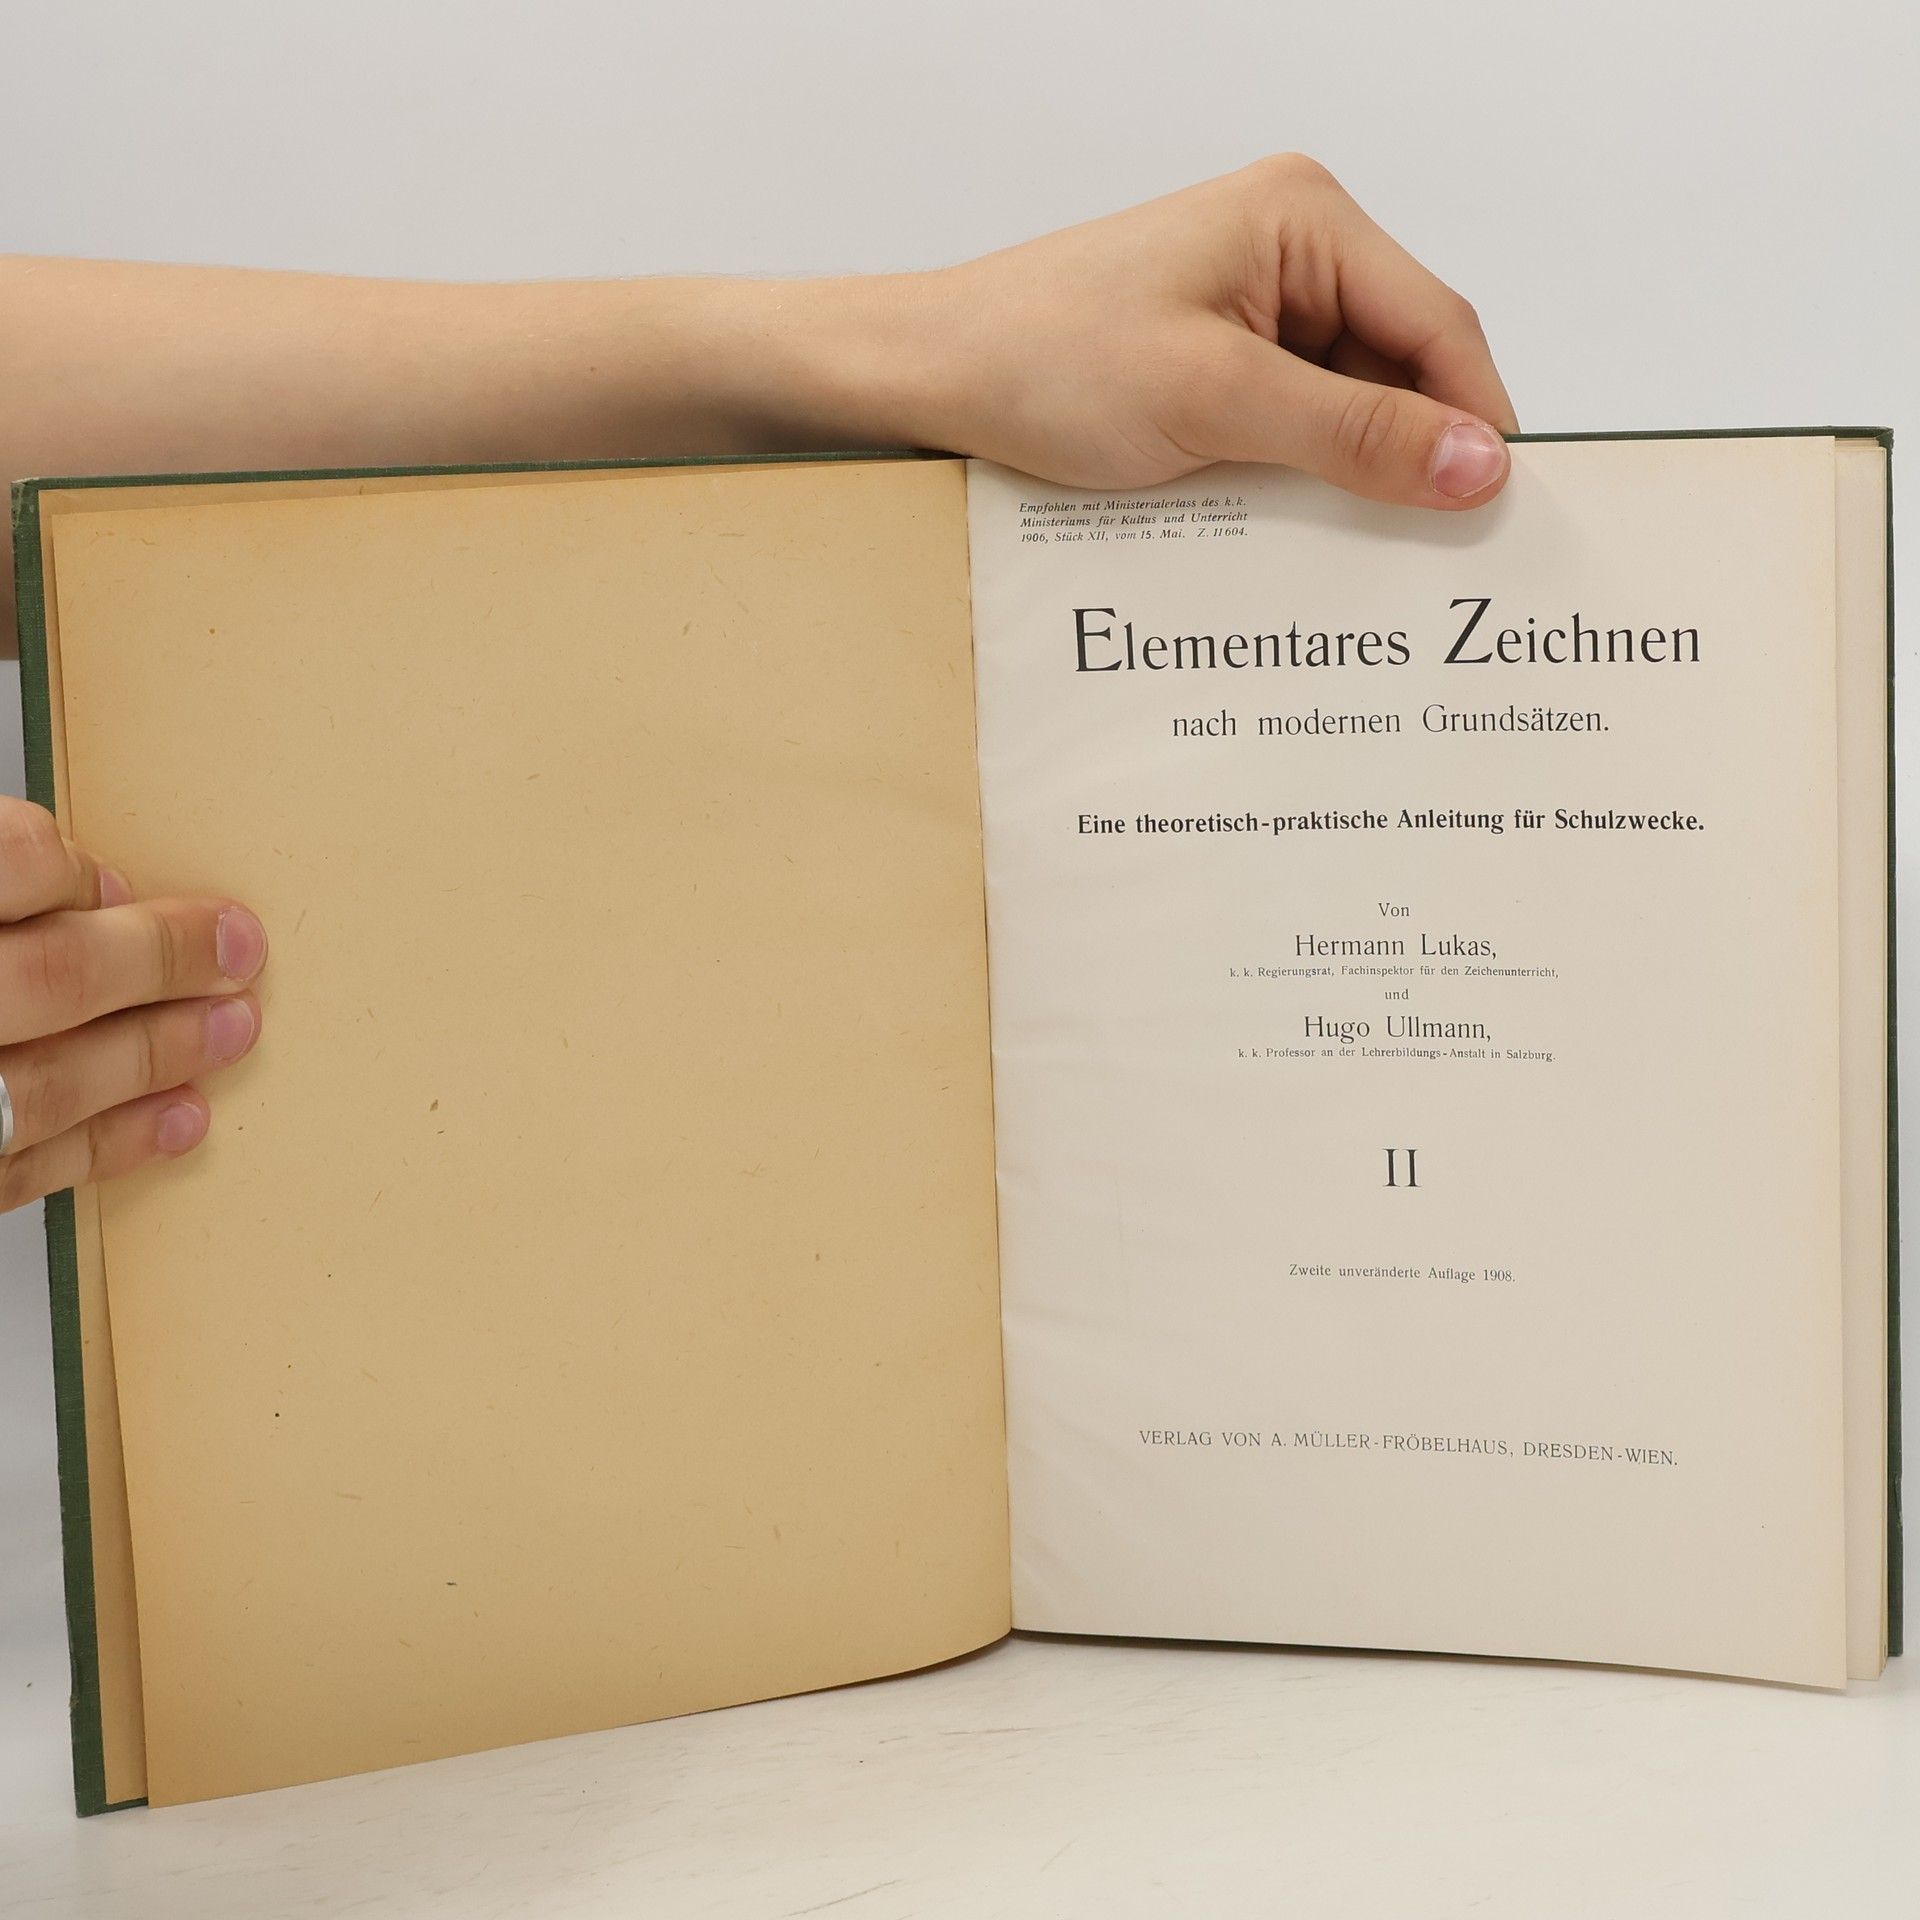 Empfohlen mit Ministerialerlass des k. k.
Ministeriums für Kultus und Unterricht
1906, Stück XII, vom 15. Mai. Z. 11604.
Elementares Zeichnen
nach modernen Grundsätzen.
Eine theoretisch-praktische Anleitung für Schulzwecke.
Von
Hermann Lukas,
k. k. Regierungsrat, Fachinspektor für den Zeichenunterricht,
und
Hugo Ullmann,
k. k. Professor an der Lehrerbildungs-Anstalt in Salzburg.
II
Zweite unveränderte Auflage 1908.
VERLAG VON A. MÜLLER-FRÖBELHAUS, DRESDEN-WIEN.